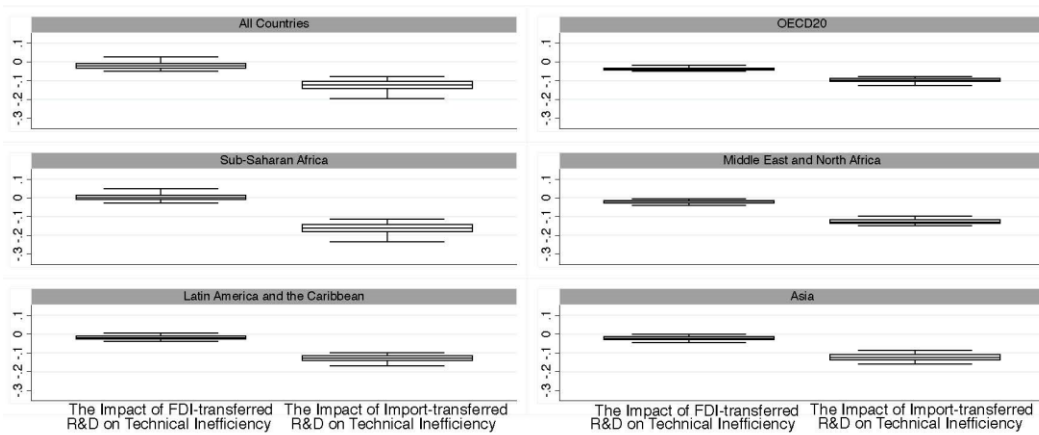 All Countries
OECD20
.1
0
-.1
-.2
-.3
.1
0
-.1
-.2
-.3
Sub-Saharan Africa
Middle East and North Africa
.1
0
-.1
-.2
-.3
.1
0
-.1
-.2
-.3
Latin America and the Caribbean
Asia
.1
0
-.1
-.2
-.3
.1
0
-.1
-.2
-.3
The Impact of FDI-transferred
R&D on Technical Inefficiency
The Impact of Import-transferred
R&D on Technical Inefficiency
The Impact of FDI-transferred
R&D on Technical Inefficiency
The Impact of Import-transferred
R&D on Technical Inefficiency